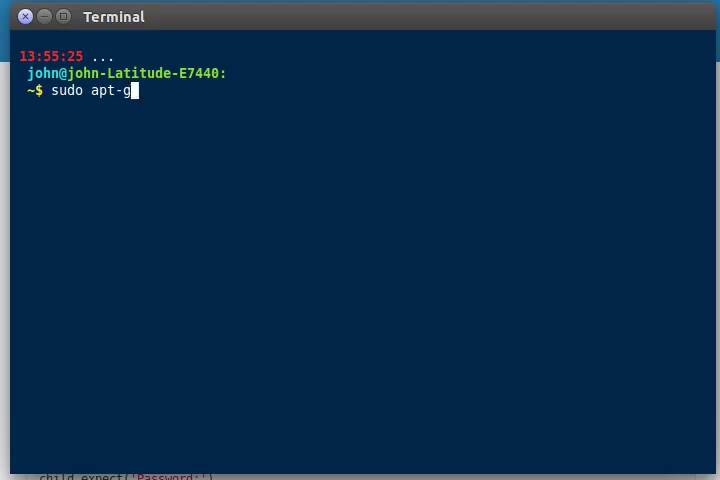 Terminal
13:55:25 ...
john@john-Latitude-E7440:
~$ sudo apt-g
child.expect('Password:')